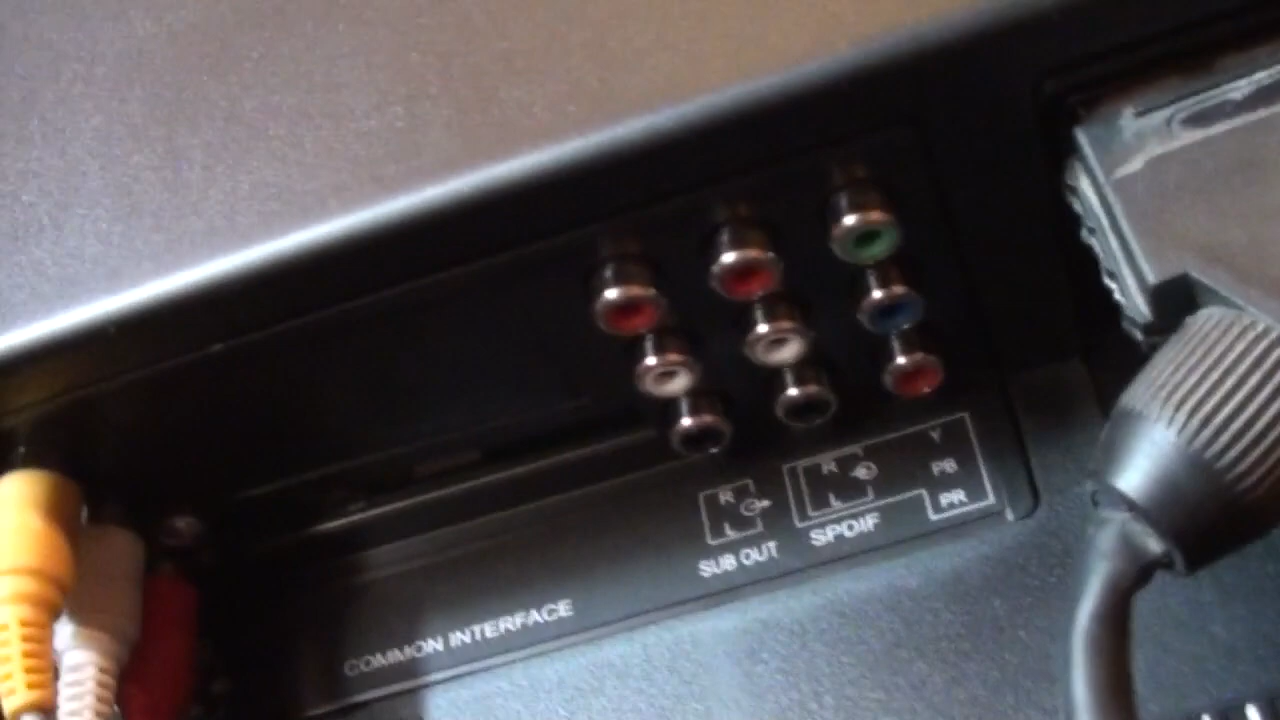 Y
R PB
L PR
R
L
SPDIF
SUB OUT
COMMON INTERFACE